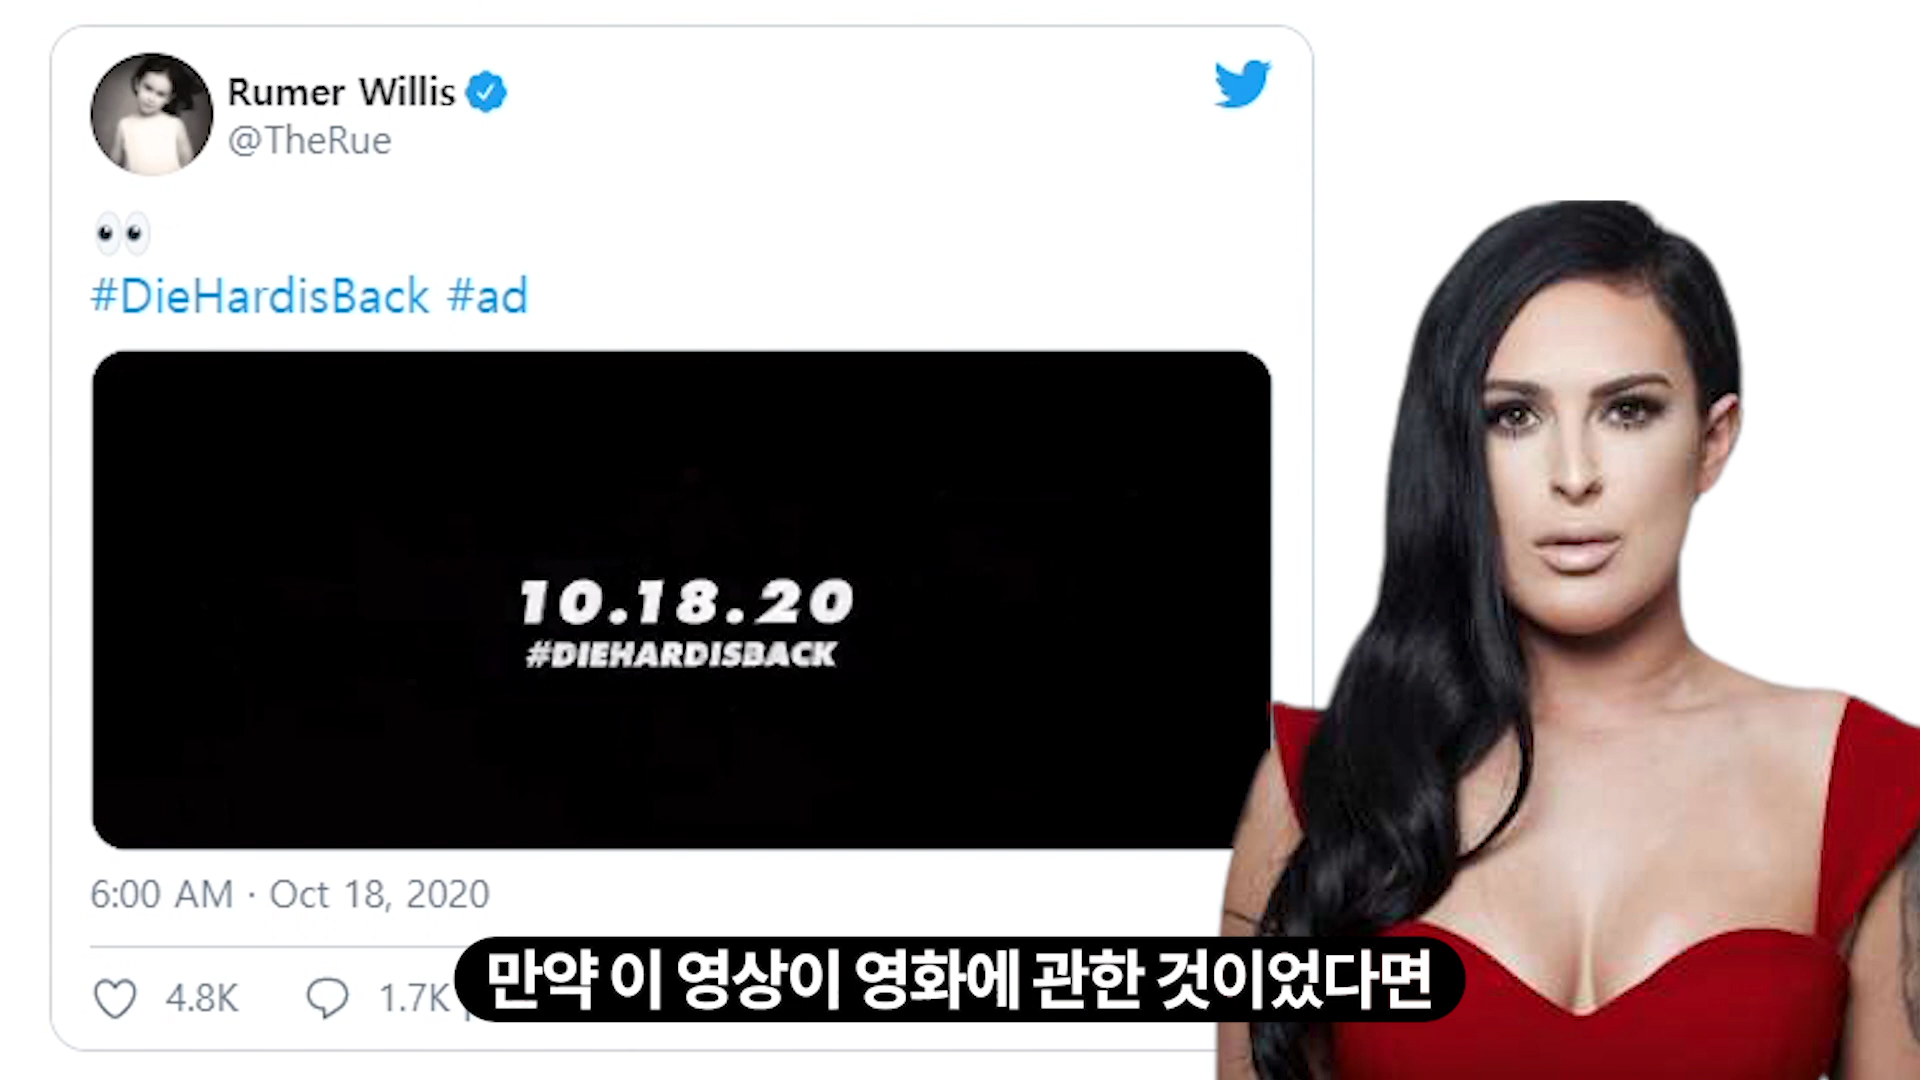 Rumer Willis
@TheRue
👀
#DieHardisBack #ad
10.18.20
#DIEHARDISBACK
6:00 AM · Oct 18, 2020
4.8K 1.7K
만약 이 영상이 영화에 관한 것이었다면